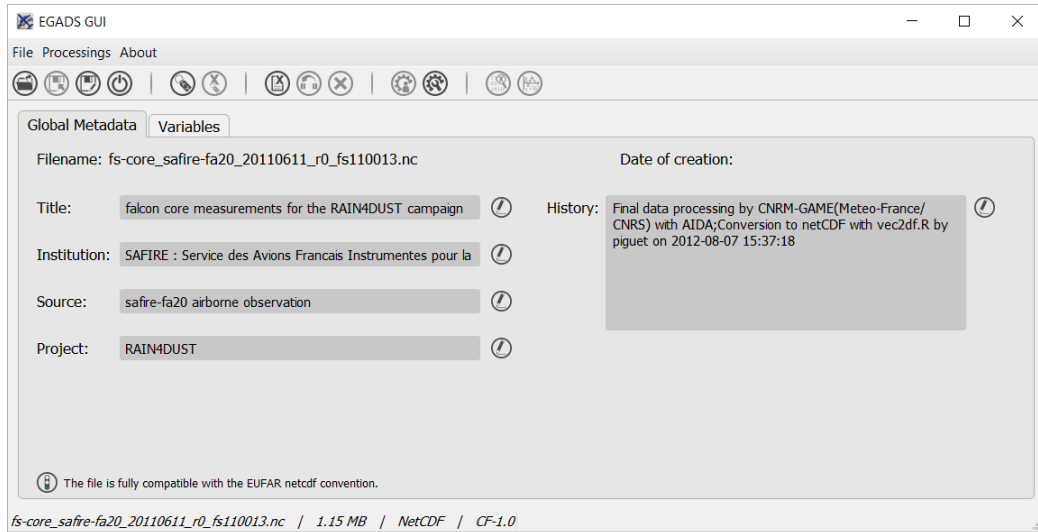 EGADS GUI
File Processings About
Global Metadata Variables
Filename: fs-core_safire-fa20_20110611_r0_fs110013.nc
Date of creation:
Title: falcon core measurements for the RAIN4DUST campaign
Institution: SAFIRE : Service des Avions Francais Instrumentes pour la
Source: safire-fa20 airborne observation
Project: RAIN4DUST
History: Final data processing by CNRM-GAME(Meteo-France/
CNRS) with AIDA;Conversion to netCDF with vec2df.R by
piguet on 2012-08-07 15:37:18
The file is fully compatible with the EUFAR netcdf convention.
fs-core_safire-fa20_20110611_r0_fs110013.nc | 1.15 MB | NetCDF | CF-1.0